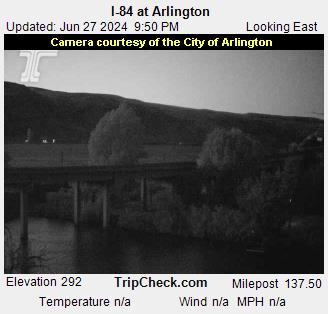 I-84 at Arlington
Updated: Jun 27 2024 9:50 PM Looking East
Camera courtesy of the City of Arlington
Elevation 292 TripCheck.com Milepost 137.50
Temperature n/a Wind n/a MPH n/a